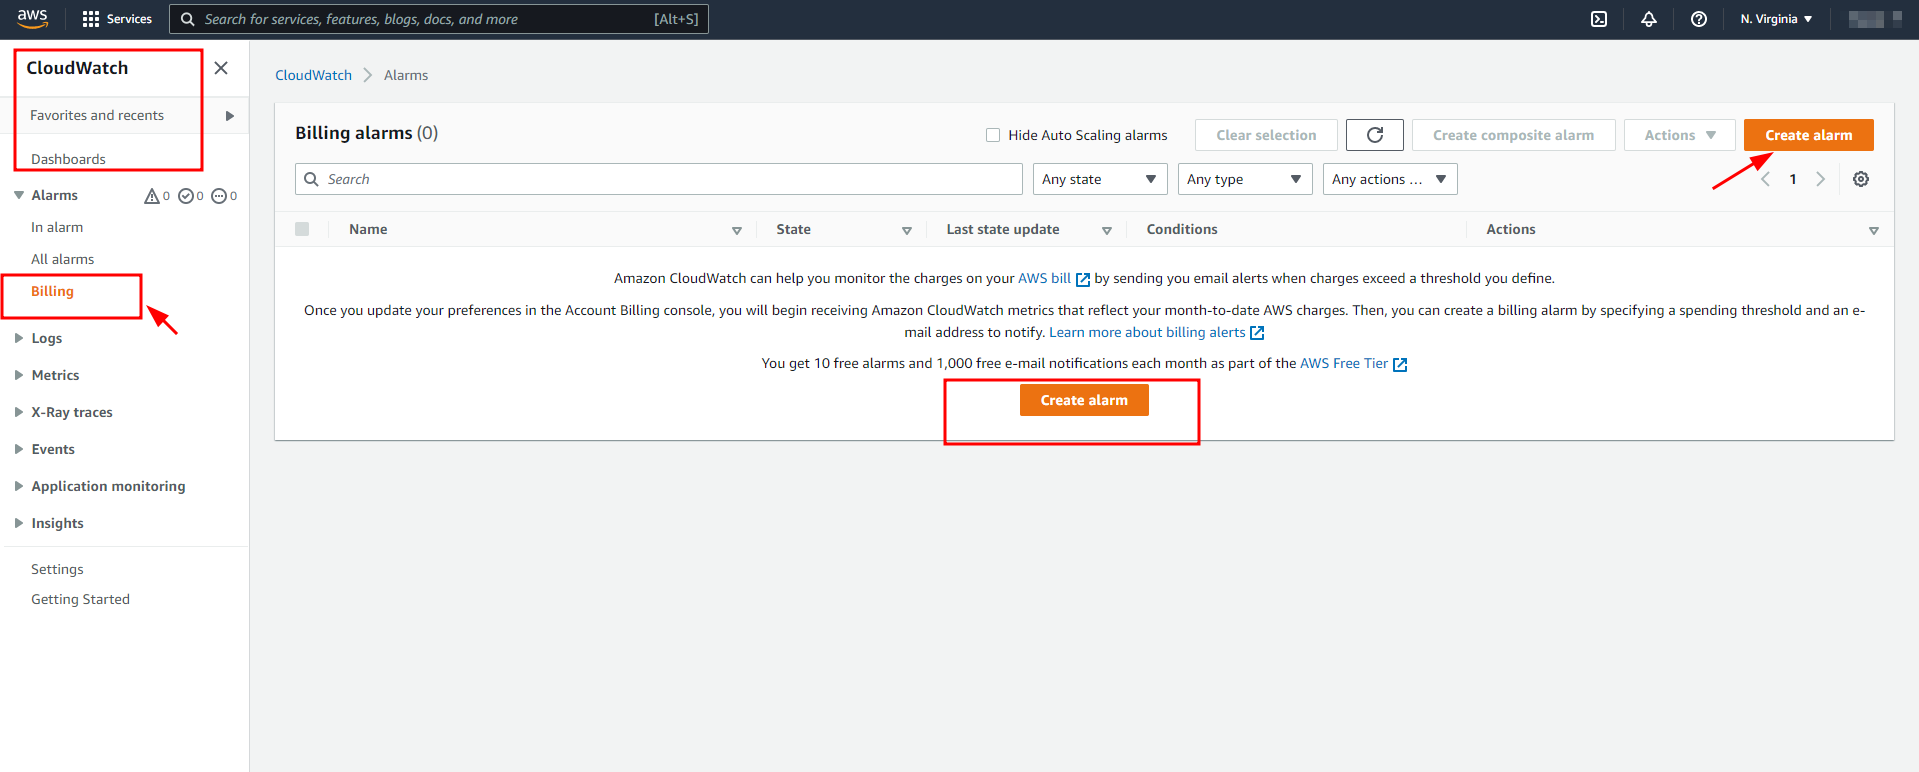 aws
Services
Search for services, features, blogs, docs, and more
[Alt+S]
N. Virginia
CloudWatch
Favorites and recents
Dashboards
Alarms
0
0
0
In alarm
All alarms
Billing
Logs
Metrics
X-Ray traces
Events
Application monitoring
Insights
Settings
Getting Started
CloudWatch
Alarms
Billing alarms (0)
Hide Auto Scaling alarms
Clear selection
Create composite alarm
Actions
Create alarm
Search
Any state
Any type
Any actions ...
1
Name
State
Last state update
Conditions
Actions
Amazon CloudWatch can help you monitor the charges on your AWS bill by sending you email alerts when charges exceed a threshold you define.
Once you update your preferences in the Account Billing console, you will begin receiving Amazon CloudWatch metrics that reflect your month-to-date AWS charges. Then, you can create a billing alarm by specifying a spending threshold and an e-
mail address to notify. Learn more about billing alerts
You get 10 free alarms and 1,000 free e-mail notifications each month as part of the AWS Free Tier
Create alarm